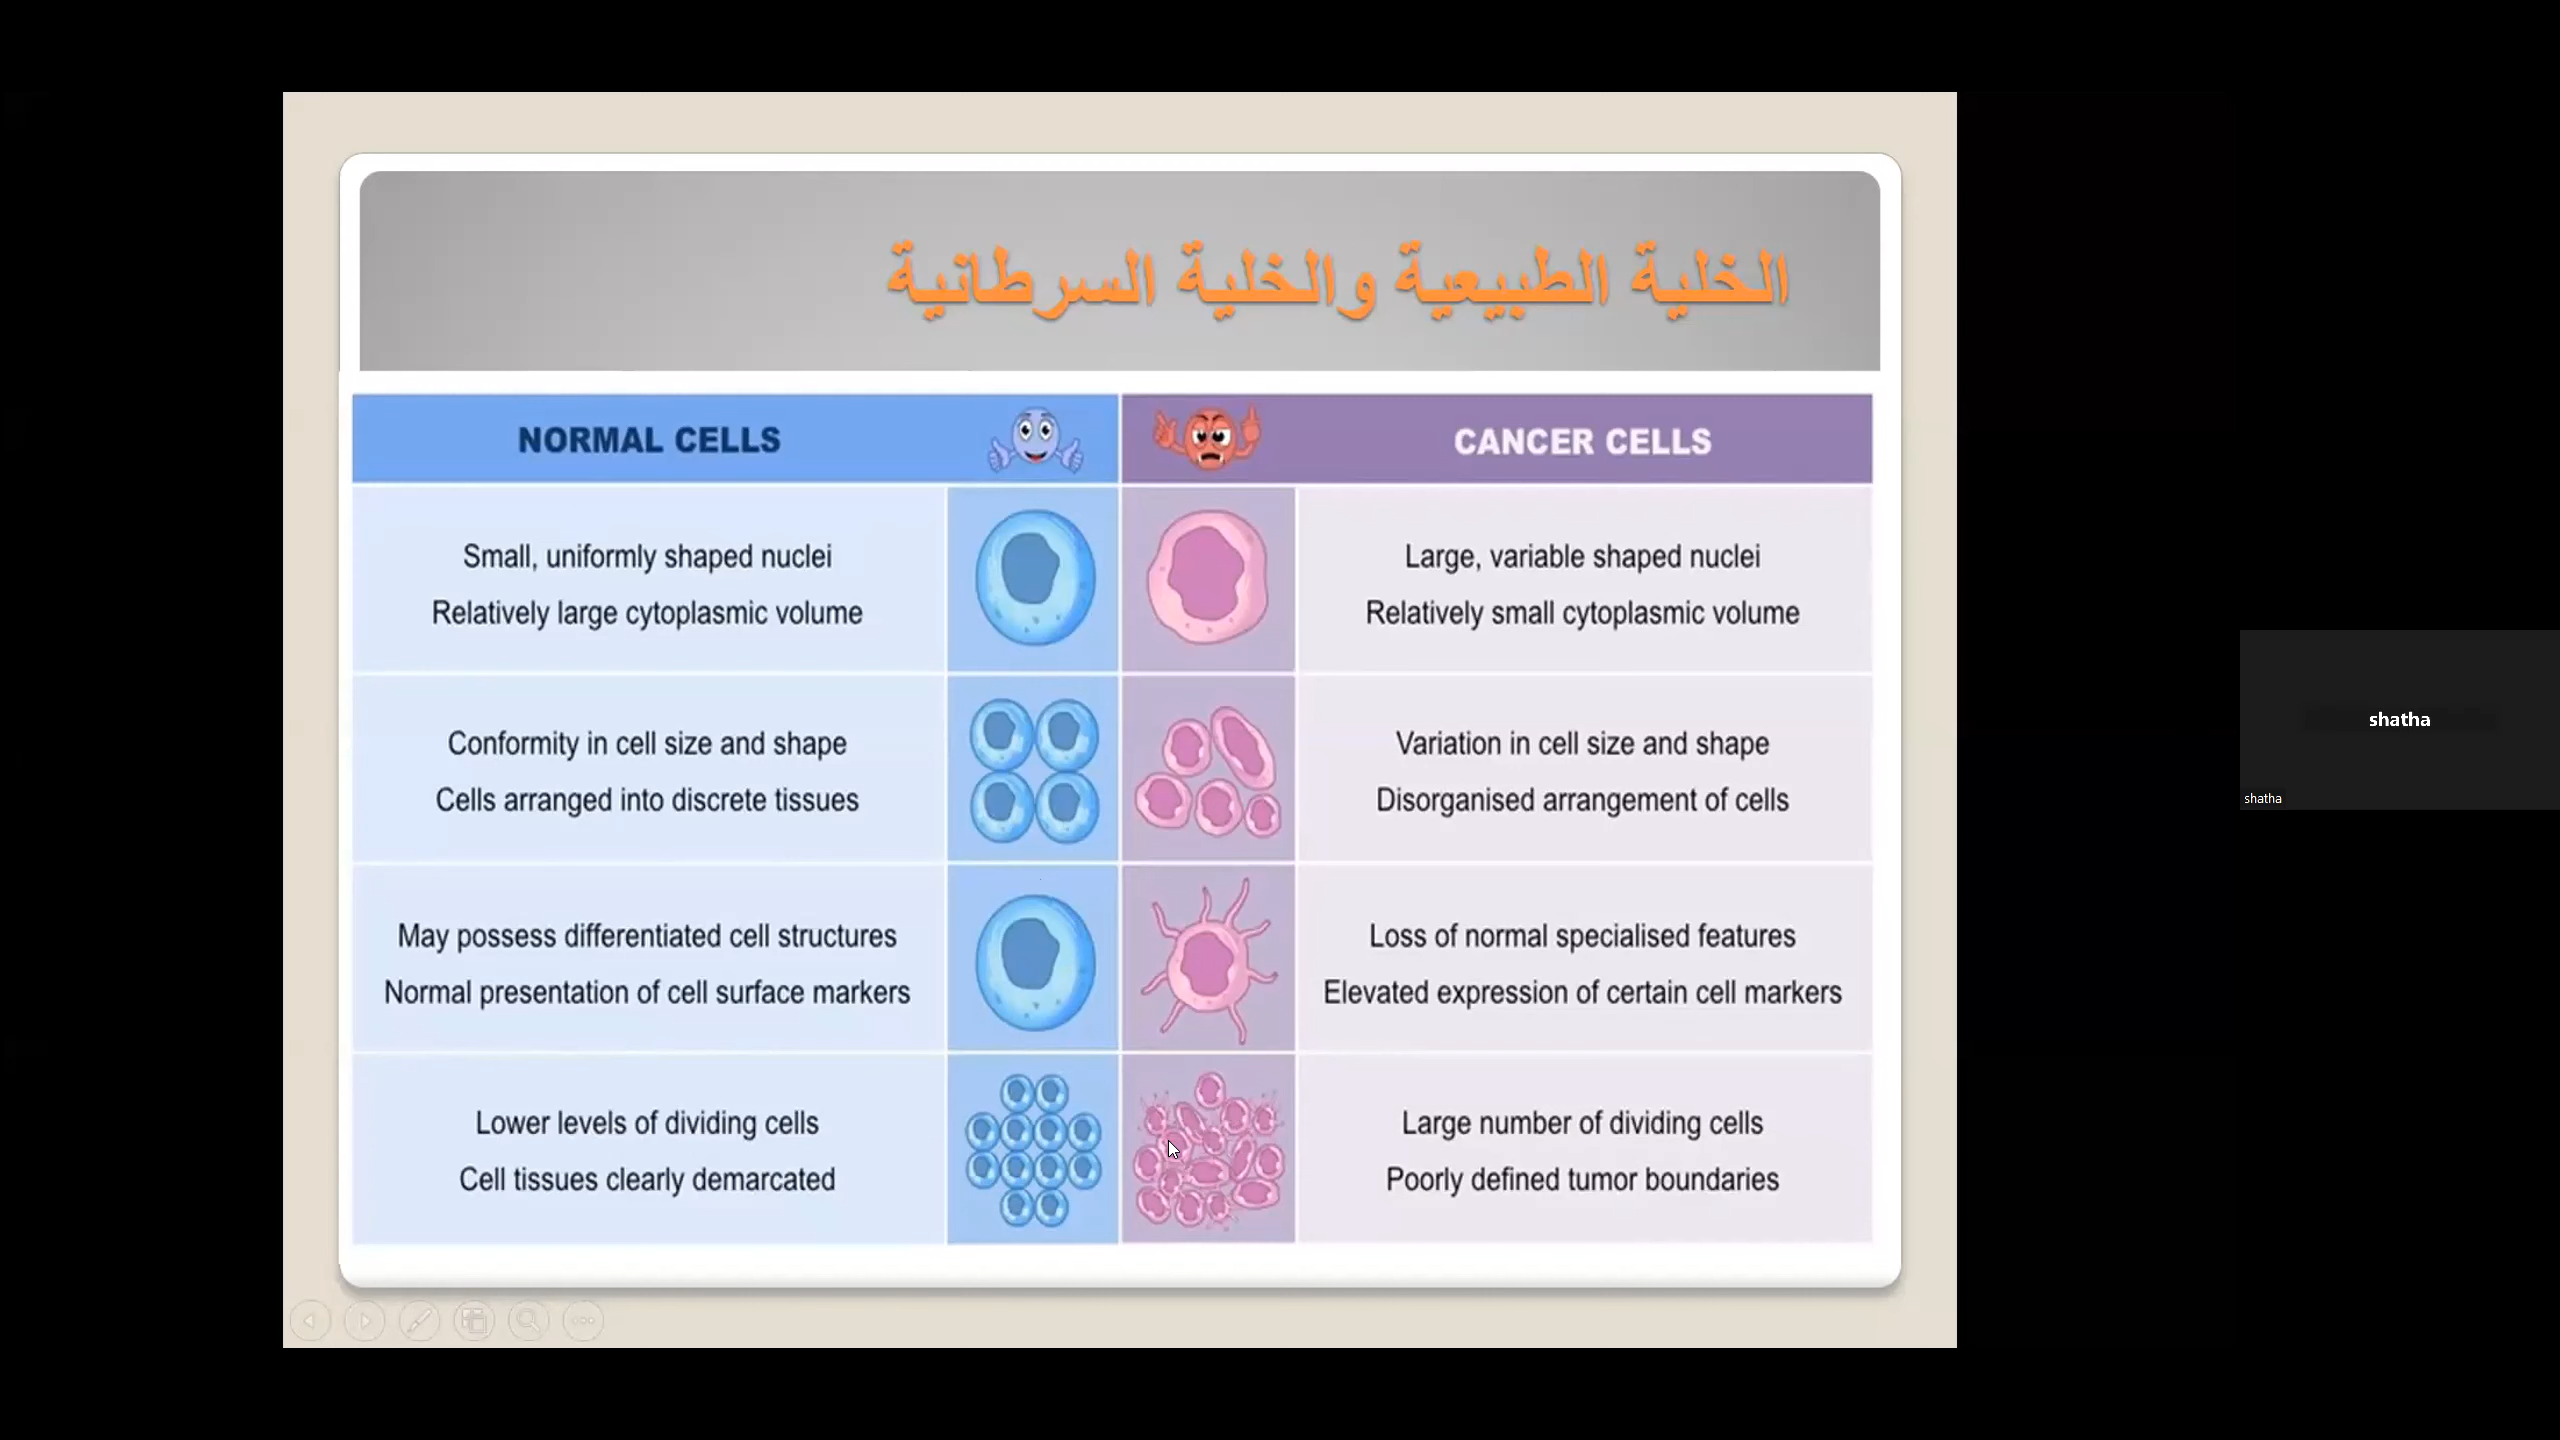 الخلية الطبيعية والخلية السرطانية
NORMAL CELLS
CANCER CELLS
Small, uniformly shaped nuclei
Relatively large cytoplasmic volume
Large, variable shaped nuclei
Relatively small cytoplasmic volume
Conformity in cell size and shape
Cells arranged into discrete tissues
Variation in cell size and shape
Disorganised arrangement of cells
May possess differentiated cell structures
Normal presentation of cell surface markers
Loss of normal specialised features
Elevated expression of certain cell markers
Lower levels of dividing cells
Cell tissues clearly demarcated
Large number of dividing cells
Poorly defined tumor boundaries
shatha
shatha